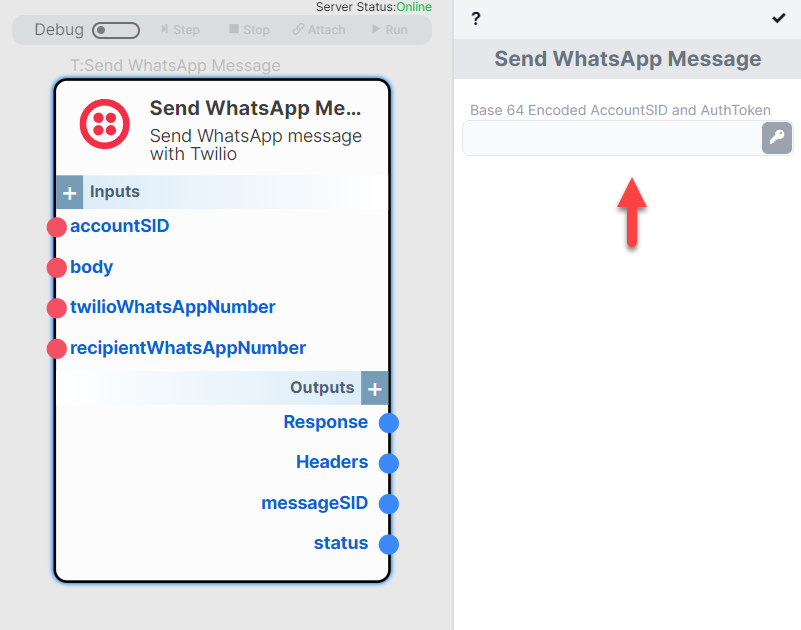 Server Status:Online
Debug
Step
Stop
Attach
Run
T:Send WhatsApp Message
Send WhatsApp Me...
Send WhatsApp message
with Twilio
+ Inputs
accountSID
body
twilioWhatsAppNumber
recipientWhatsAppNumber
Outputs +
Response
Headers
messageSID
status
?
Send WhatsApp Message
Base 64 Encoded AccountSID and AuthToken